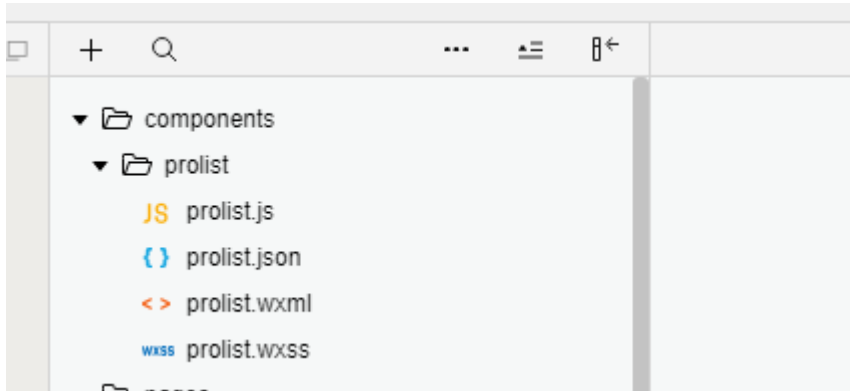 components
prolist
JS prolist.js
{ } prolist.json
< > prolist.wxml
wxss prolist.wxss